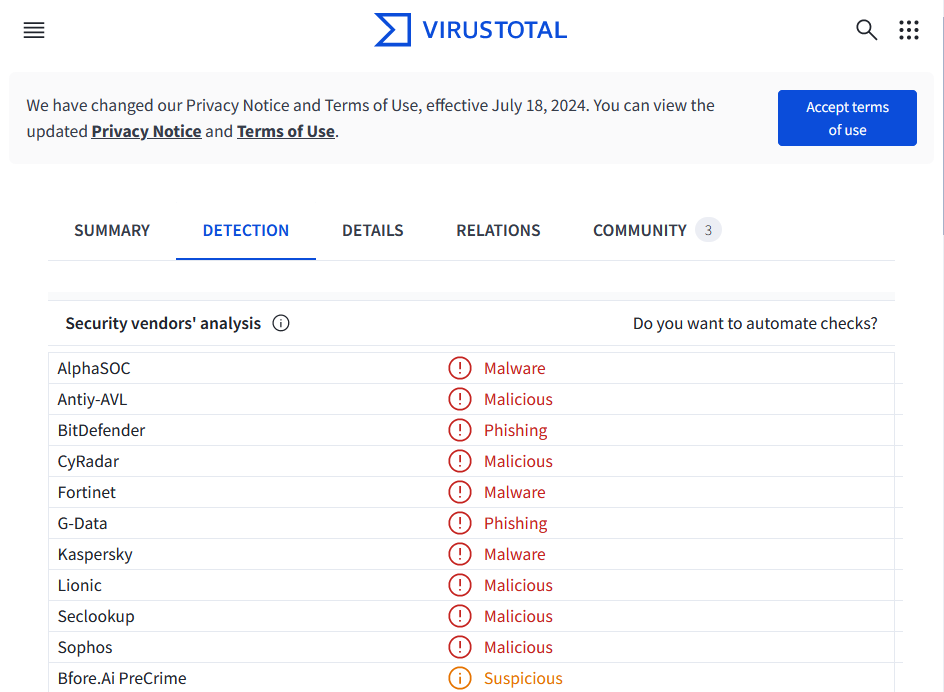 VIRUSTOTAL
We have changed our Privacy Notice and Terms of Use, effective July 18, 2024. You can view the
updated Privacy Notice and Terms of Use.
Accept terms
of use
SUMMARY DETECTION DETAILS RELATIONS COMMUNITY 3
Security vendors' analysis Do you want to automate checks?
AlphaSOC Malware
Antiy-AVL Malicious
BitDefender Phishing
CyRadar Malicious
Fortinet Malware
G-Data Phishing
Kaspersky Malware
Lionic Malicious
Seclookup Malicious
Sophos Malicious
Bfore.Ai PreCrime Suspicious